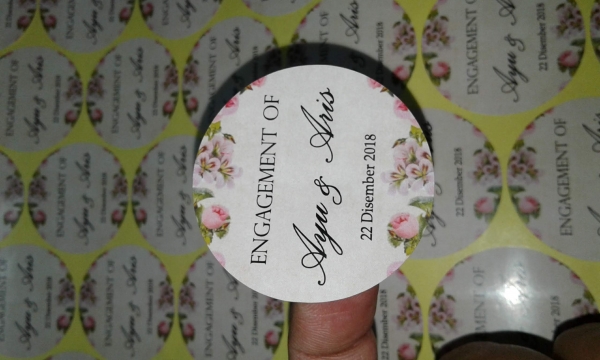 ENGAGEMENT OF
Ayu & Aris
22 Disember 2018